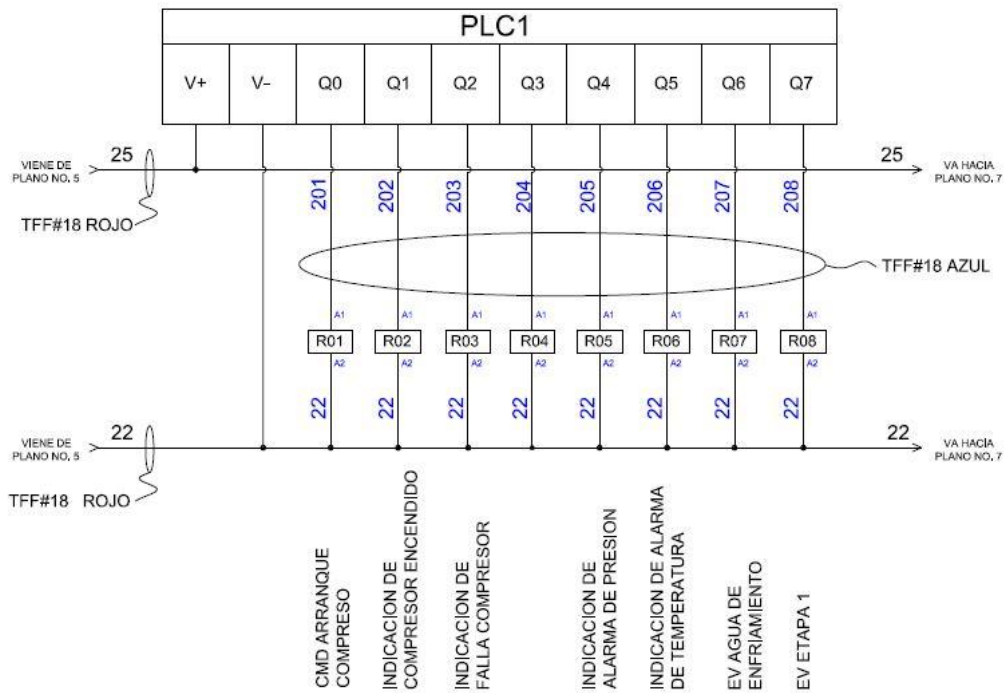 PLC1
V+ V- Q0 Q1 Q2 Q3 Q4 Q5 Q6 Q7
VIENE DE
PLANO NO. 5
25
25
VA HACIA
PLANO NO. 7
TFF#18 ROJO
201 202 203 204 205 206 207 208
TFF#18 AZUL
A1 A1 A1 A1 A1 A1 A1 A1
R01 R02 R03 R04 R05 R06 R07 R08
A2 A2 A2 A2 A2 A2 A2 A2
22 22 22 22 22 22 22 22
VIENE DE
PLANO NO. 5
22
22
VA HACIA
PLANO NO. 7
TFF#18 ROJO
CMD ARRANQUE
COMPRESO
INDICACION DE
COMPRESOR ENCENDIDO
INDICACION DE
FALLA COMPRESOR
INDICACION DE
ALARMA DE PRESION
INDICACION DE ALARMA
DE TEMPERATURA
EV AGUA DE
ENFRIAMIENTO
EV ETAPA 1